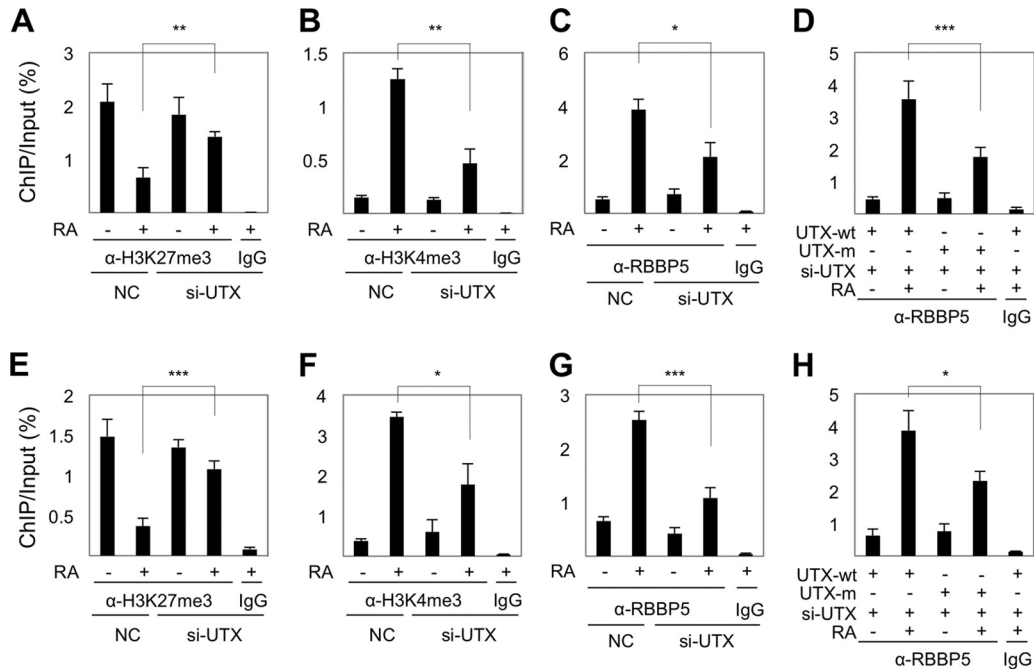 A
**
ChIP/Input (%)
3
2
1
RA - + - + +
α-H3K27me3 IgG
NC si-UTX
B
**
1.5
1
0.5
RA - + - + +
α-H3K4me3 IgG
NC si-UTX
C
*
6
4
2
RA - + - + +
α-RBBP5 IgG
NC si-UTX
D
***
5
4
3
2
1
UTX-wt + + - - +
UTX-m - - + + -
si-UTX + + + + +
RA - + - + +
α-RBBP5 IgG
E
***
ChIP/Input (%)
2
1.5
1
0.5
RA - + - + +
α-H3K27me3 IgG
NC si-UTX
F
*
4
3
2
1
RA - + - + +
α-H3K4me3 IgG
NC si-UTX
G
***
3
2
1
RA - + - + +
α-RBBP5 IgG
NC si-UTX
H
*
5
4
3
2
1
UTX-wt + + - - +
UTX-m - - + + -
si-UTX + + + + +
RA - + - + +
α-RBBP5 IgG